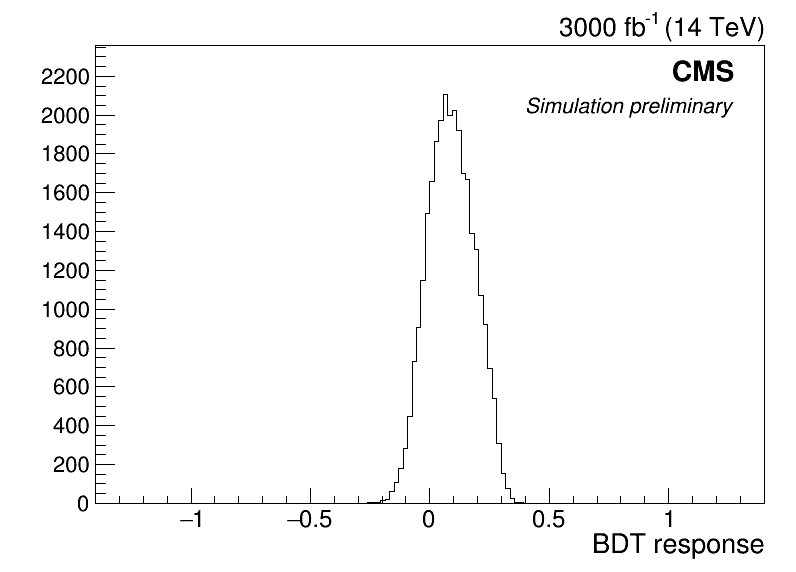 3000 fb⁻¹ (14 TeV)
CMS
Simulation preliminary
2200
2000
1800
1600
1400
1200
1000
800
600
400
200
0
−1 −0.5 0 0.5 1
BDT response